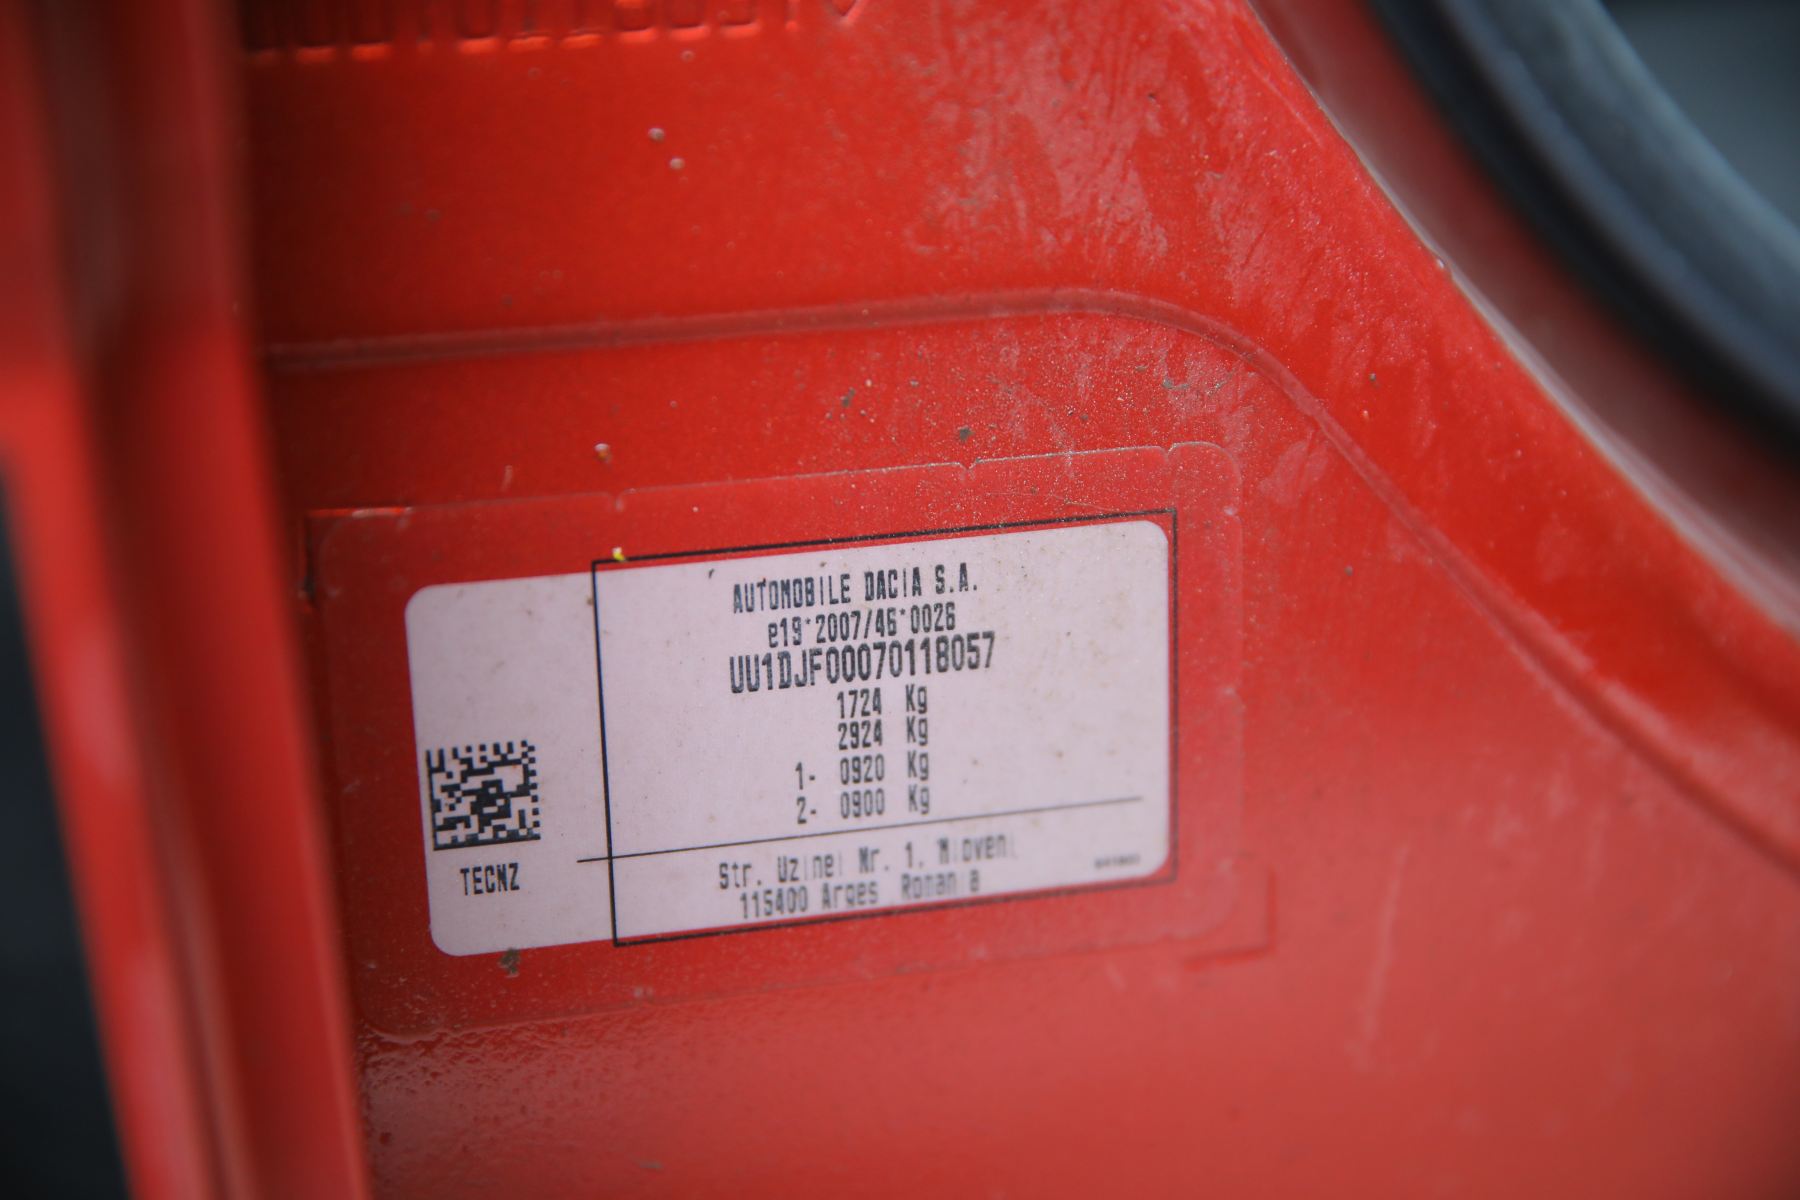 AUTOMOBILE DACIA S.A.
e19*2007/46*0026
UU1DJF00070118057
1724 Kg
2924 Kg
1- 0920 Kg
2- 0900 Kg
TECNZ
Str. Uzinei Nr. 1. Mioveni
115400 Arges Romania